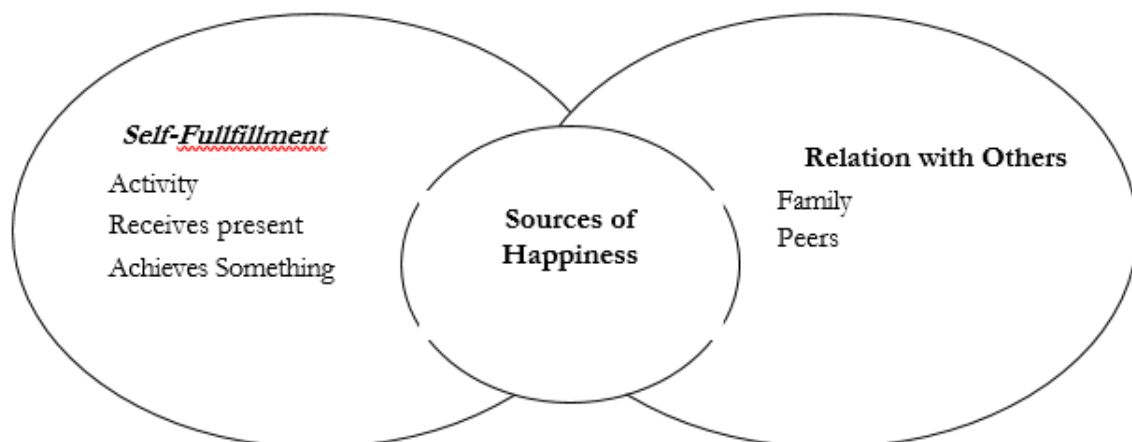 Self-Fullfillment
Activity
Receives present
Achieves Something
Sources of
Happiness
Relation with Others
Family
Peers